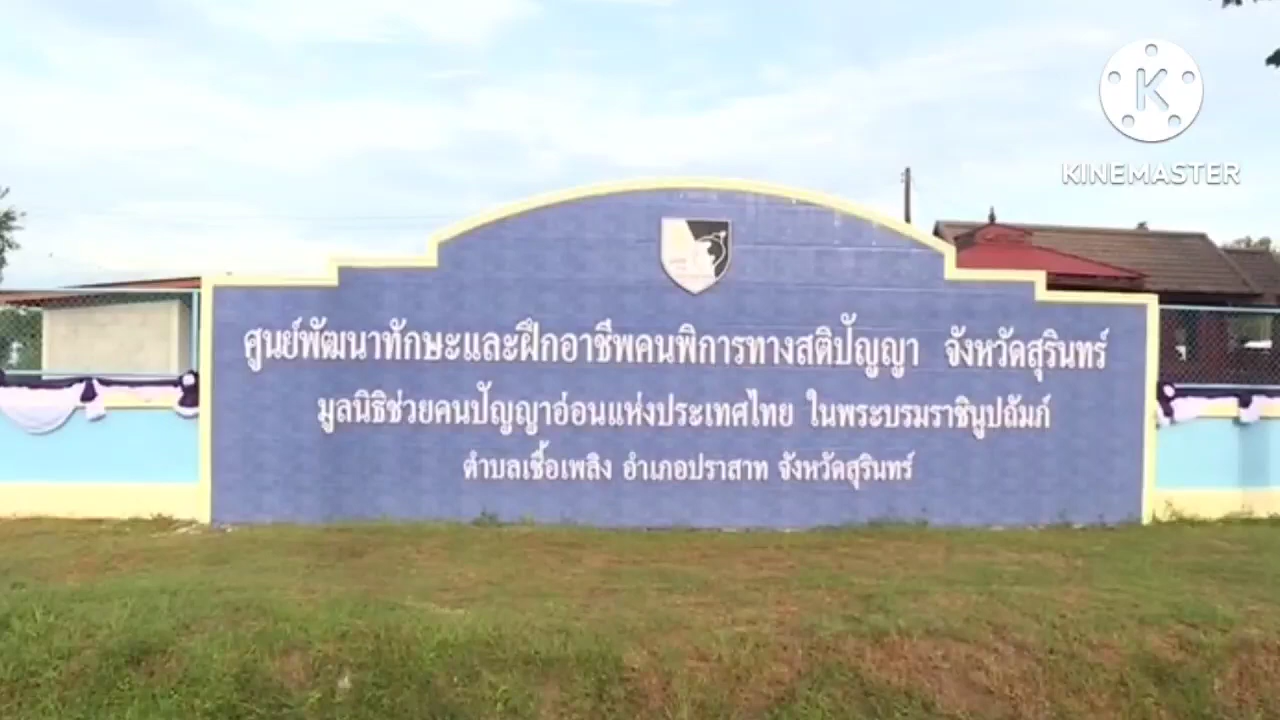 KINEMASTER
ศูนย์พัฒนาทักษะและฝึกอาชีพคนพิการทางสติปัญญา จังหวัดสุรินทร์
มูลนิธิช่วยคนปัญญาอ่อนแห่งประเทศไทย ในพระบรมราชินูปถัมภ์
ตำบลเชื้อเพลิง อำเภอปราสาท จังหวัดสุรินทร์